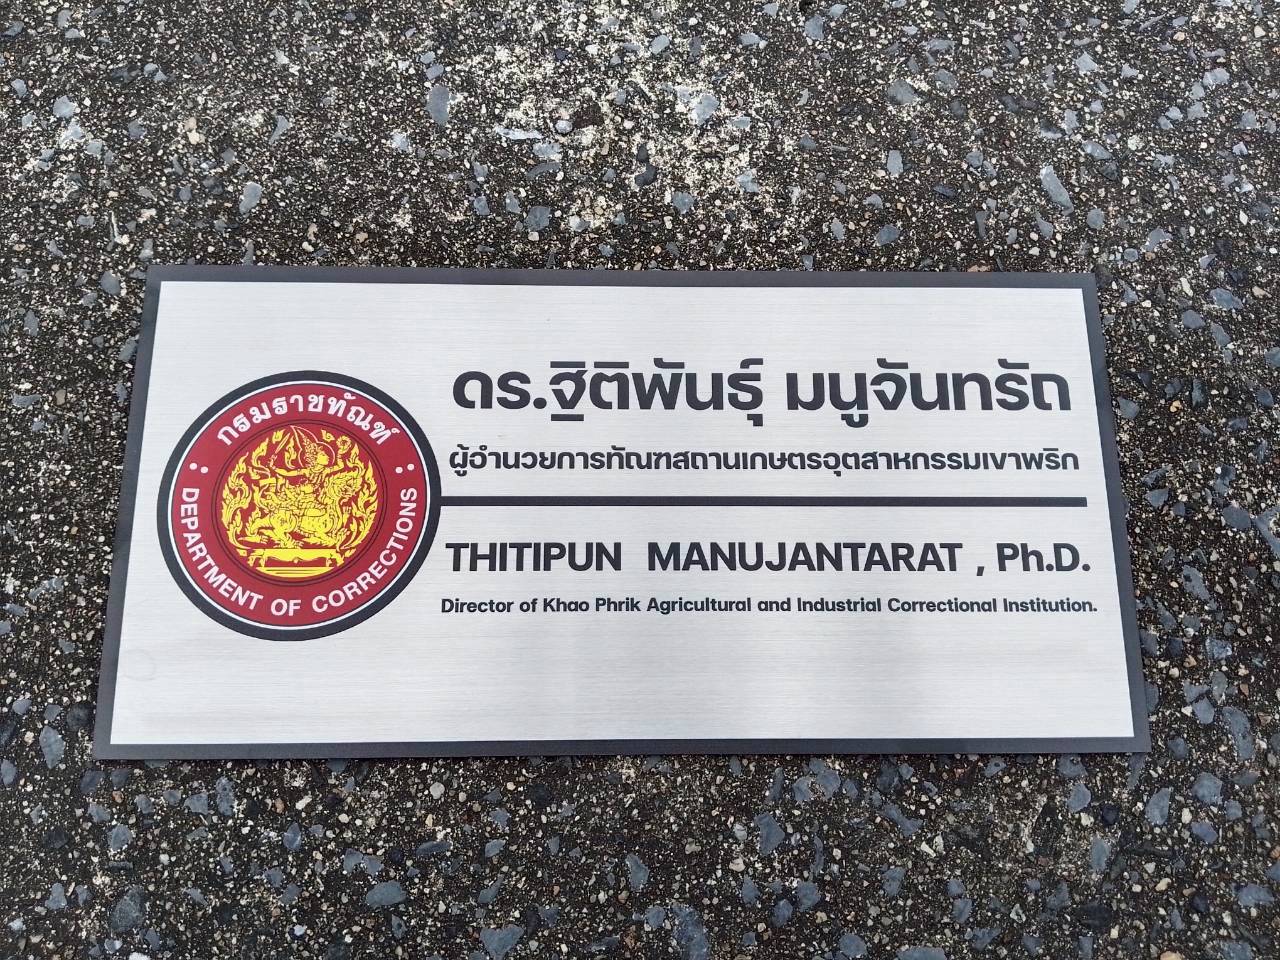 กรมราชทัณฑ์
DEPARTMENT OF CORRECTIONS
ดร.ฐิติพันธุ์ มนูจันทรัถ
ผู้อำนวยการทัณฑสถานเกษตรอุตสาหกรรมเขาพริก
THITIPUN MANUJANTARAT , Ph.D.
Director of Khao Phrik Agricultural and Industrial Correctional Institution.